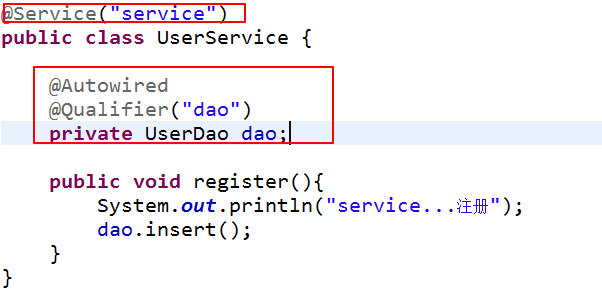 @Service("service")
public class UserService {
@Autowired
@Qualifier("dao")
private UserDao dao;
public void register(){
System.out.println("service...注册");
dao.insert();
}
}